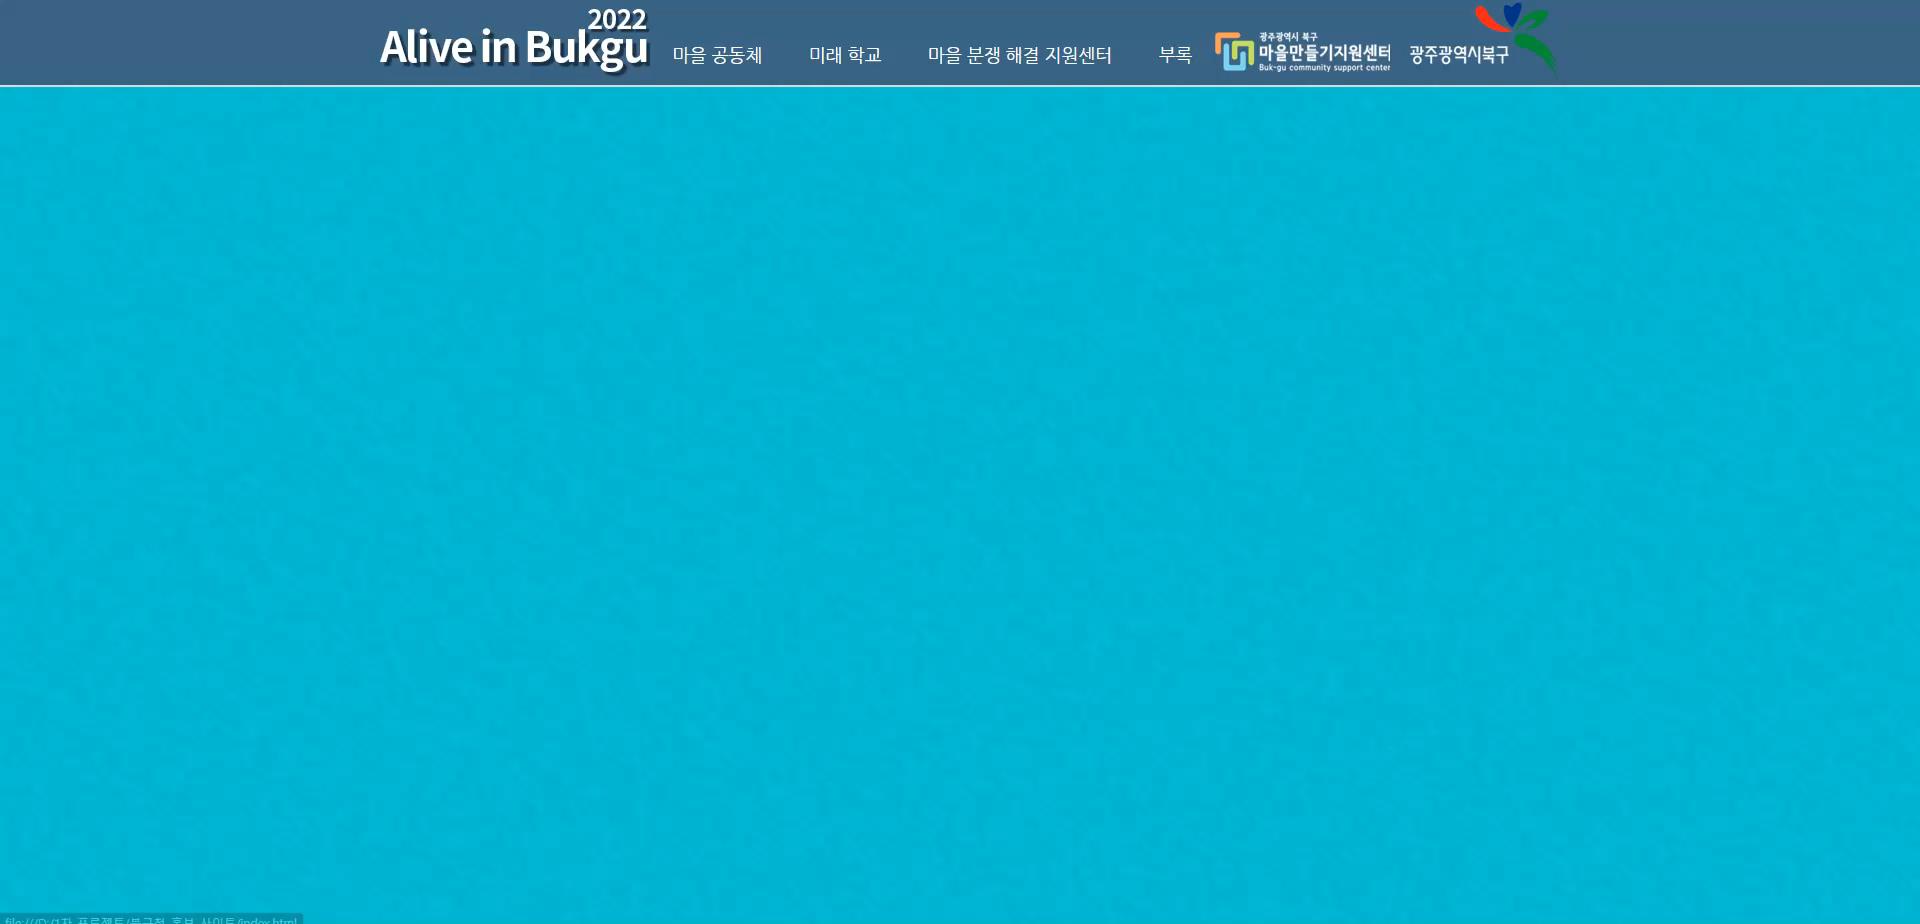 2022
Alive in Bukgu
마을 공동체 미래 학교 마을 분쟁 해결 지원센터 부록
광주광역시 북구
마을만들기지원센터
Buk-gu community support center
광주광역시북구